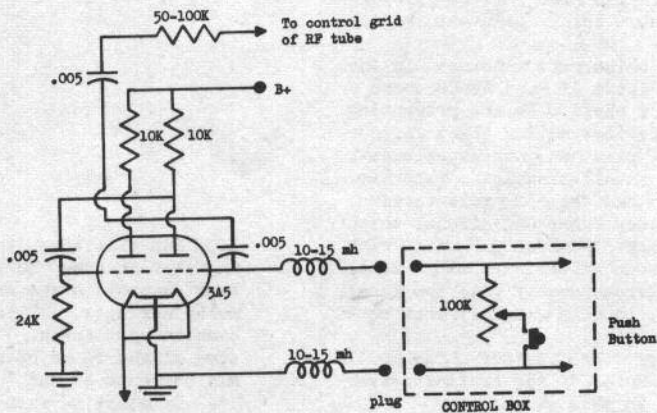 50-100K
To control grid
of RF tube
.005
B+
10K
10K
.005
.005
10-15 mh
3A5
24K
100K
Push
Button
10-15 mh
plug
CONTROL BOX